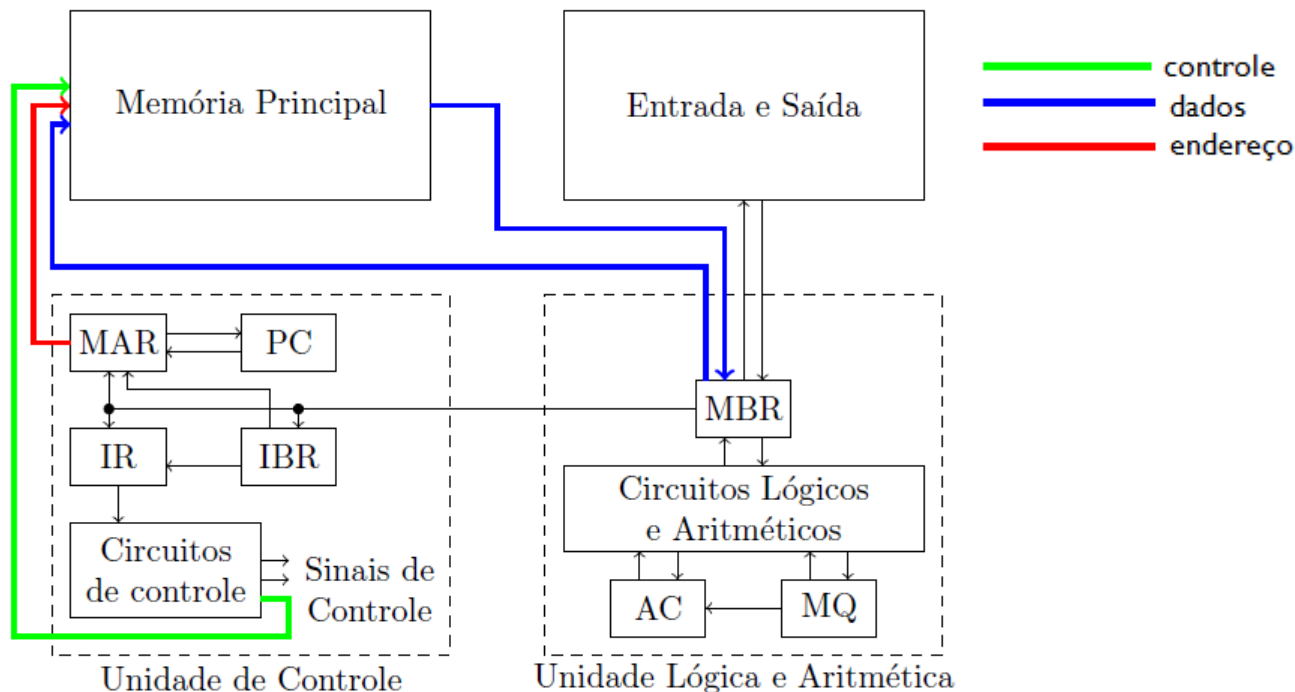 Memória Principal
Entrada e Saída
controle
dados
endereço
MAR
PC
MBR
IR
IBR
Circuitos Lógicos
e Aritméticos
Circuitos
de controle
Sinais de
Controle
AC
MQ
Unidade de Controle
Unidade Lógica e Aritmética